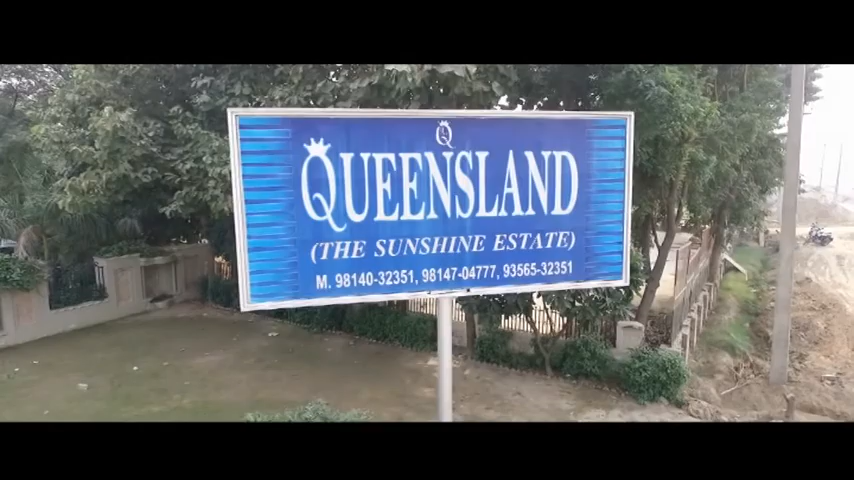 Q
QUEENSLAND
(THE SUNSHINE ESTATE)
M. 98140-32351, 98147-04777, 93565-32351